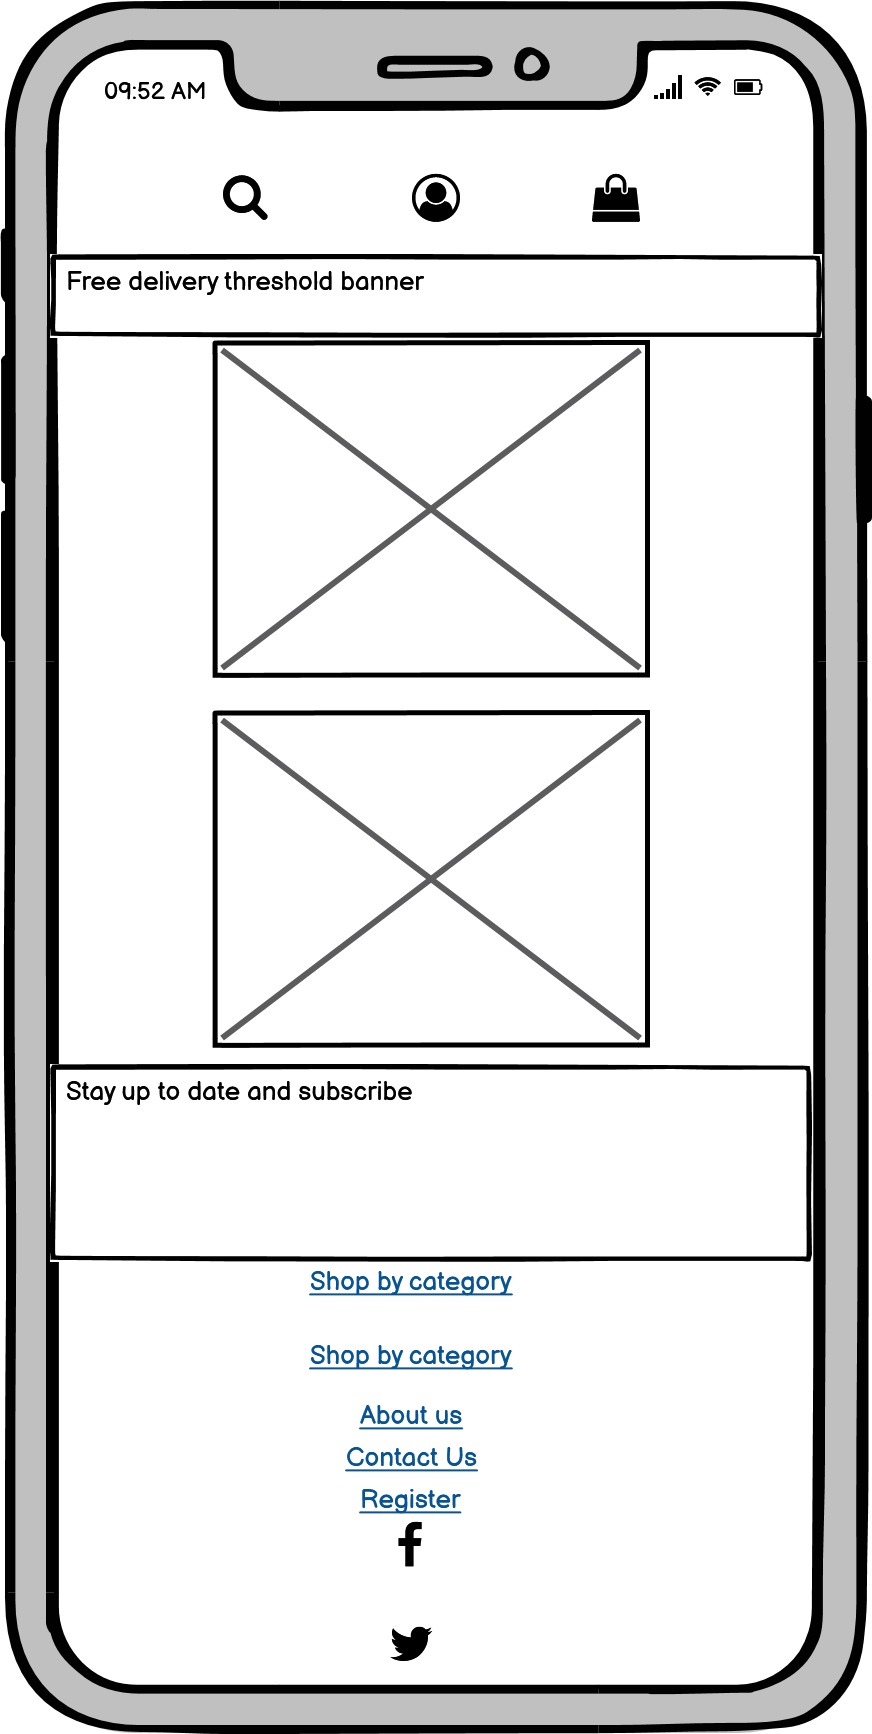 09:52 AM
Free delivery threshold banner
Stay up to date and subscribe
Shop by category
Shop by category
About us
Contact Us
Register